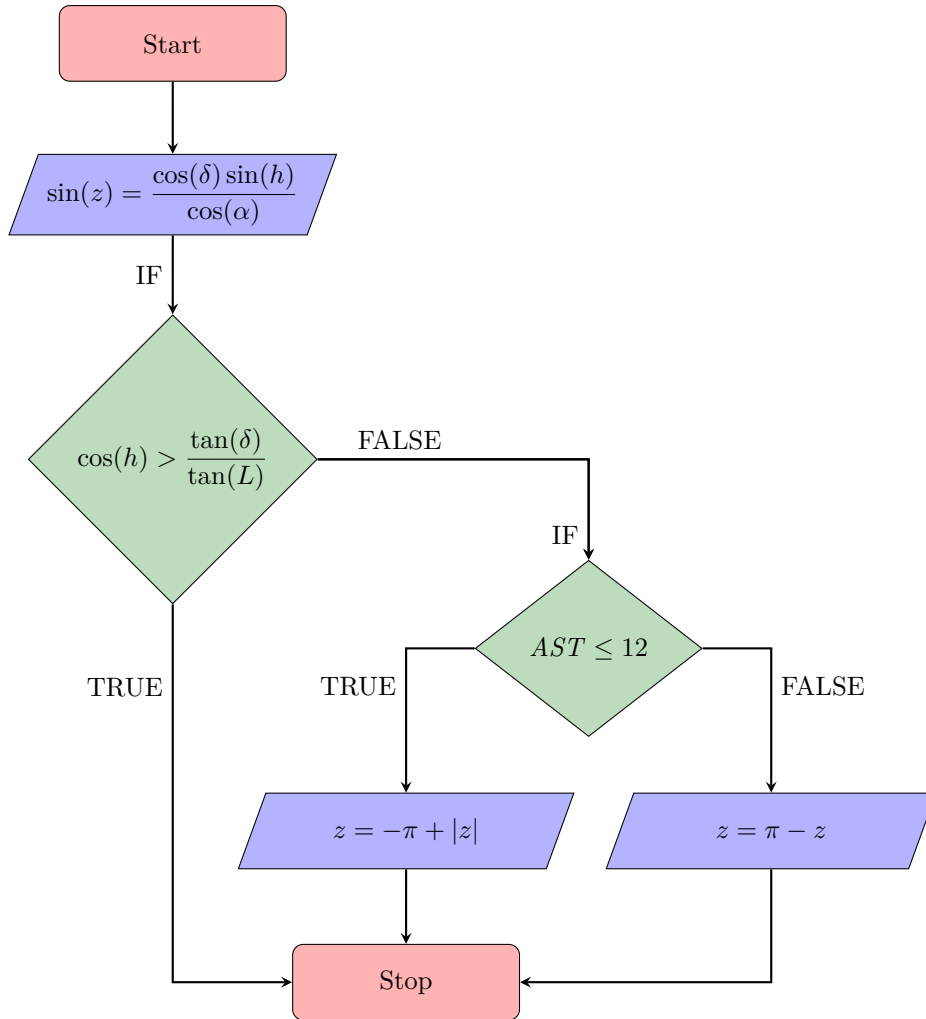 Start
sin(z) = cos(δ) sin(h) / cos(α)
IF
cos(h) > tan(δ) / tan(L)
FALSE
IF
AST ≤ 12
TRUE
TRUE
FALSE
z = −π + |z|
z = π − z
Stop